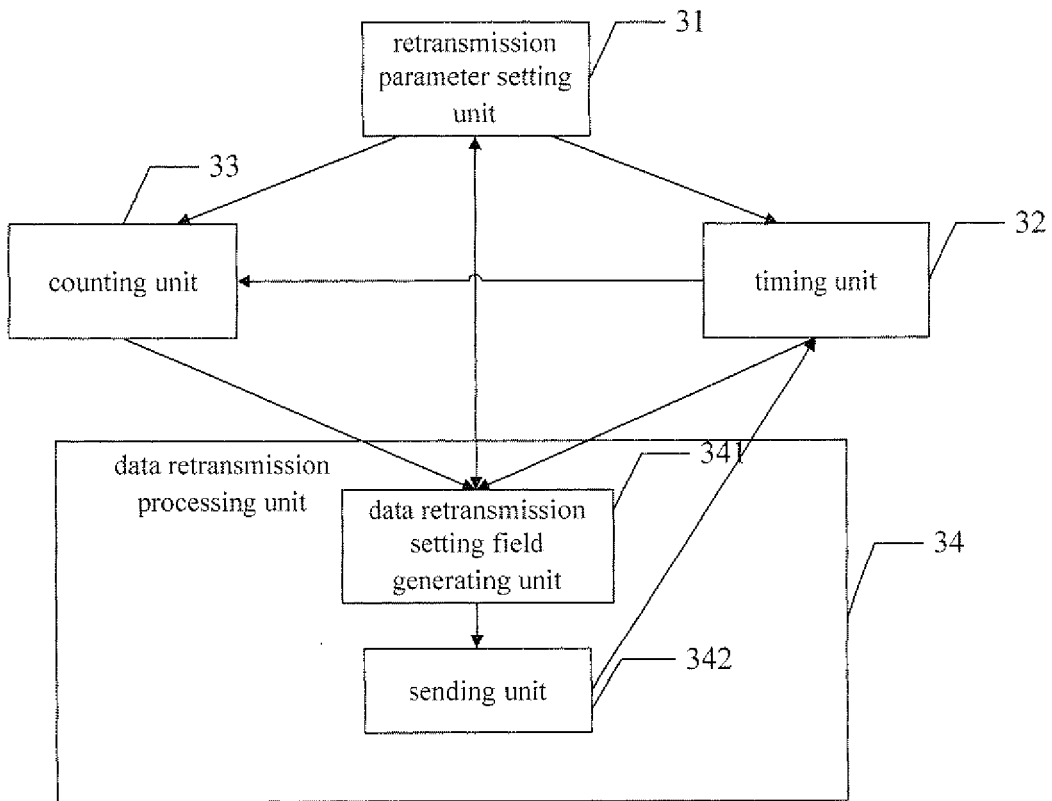 31
retransmission
parameter setting
unit
33
32
counting unit
timing unit
341
data retransmission
processing unit
data retransmission
setting field
generating unit
34
342
sending unit